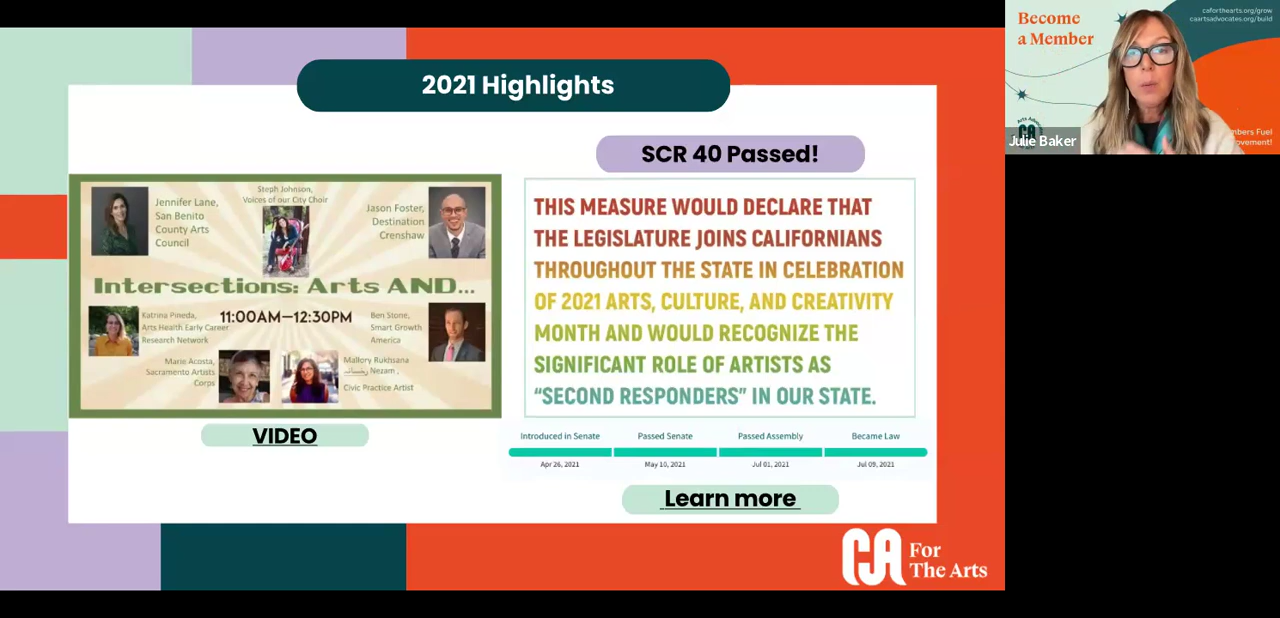 2021 Highlights
Jennifer Lane,
San Benito
County Arts
Council
Steph Johnson,
Voices of our City Choir
Jason Foster,
Destination
Crenshaw
Intersections: Arts AND...
Katrina Pineda,
Arts Health Early Career
Research Network
11:00AM—12:30PM
Ben Stone,
Smart Growth
America
Marie Acosta,
Sacramento Artists
Corps
Mallory Rukhsana
Nezam ,
Civic Practice Artist
VIDEO
SCR 40 Passed!
THIS MEASURE WOULD DECLARE THAT
THE LEGISLATURE JOINS CALIFORNIANS
THROUGHOUT THE STATE IN CELEBRATION
OF 2021 ARTS, CULTURE, AND CREATIVITY
MONTH AND WOULD RECOGNIZE THE
SIGNIFICANT ROLE OF ARTISTS AS
“SECOND RESPONDERS” IN OUR STATE.
Introduced in Senate
Passed Senate
Passed Assembly
Became Law
Apr 26, 2021
May 10, 2021
Jul 01, 2021
Jul 09, 2021
Learn more
CA For
The Arts
Become
a Member
caforthearts.org/grow
caartsadvocates.org/build
CA
Fuel
Julie Baker